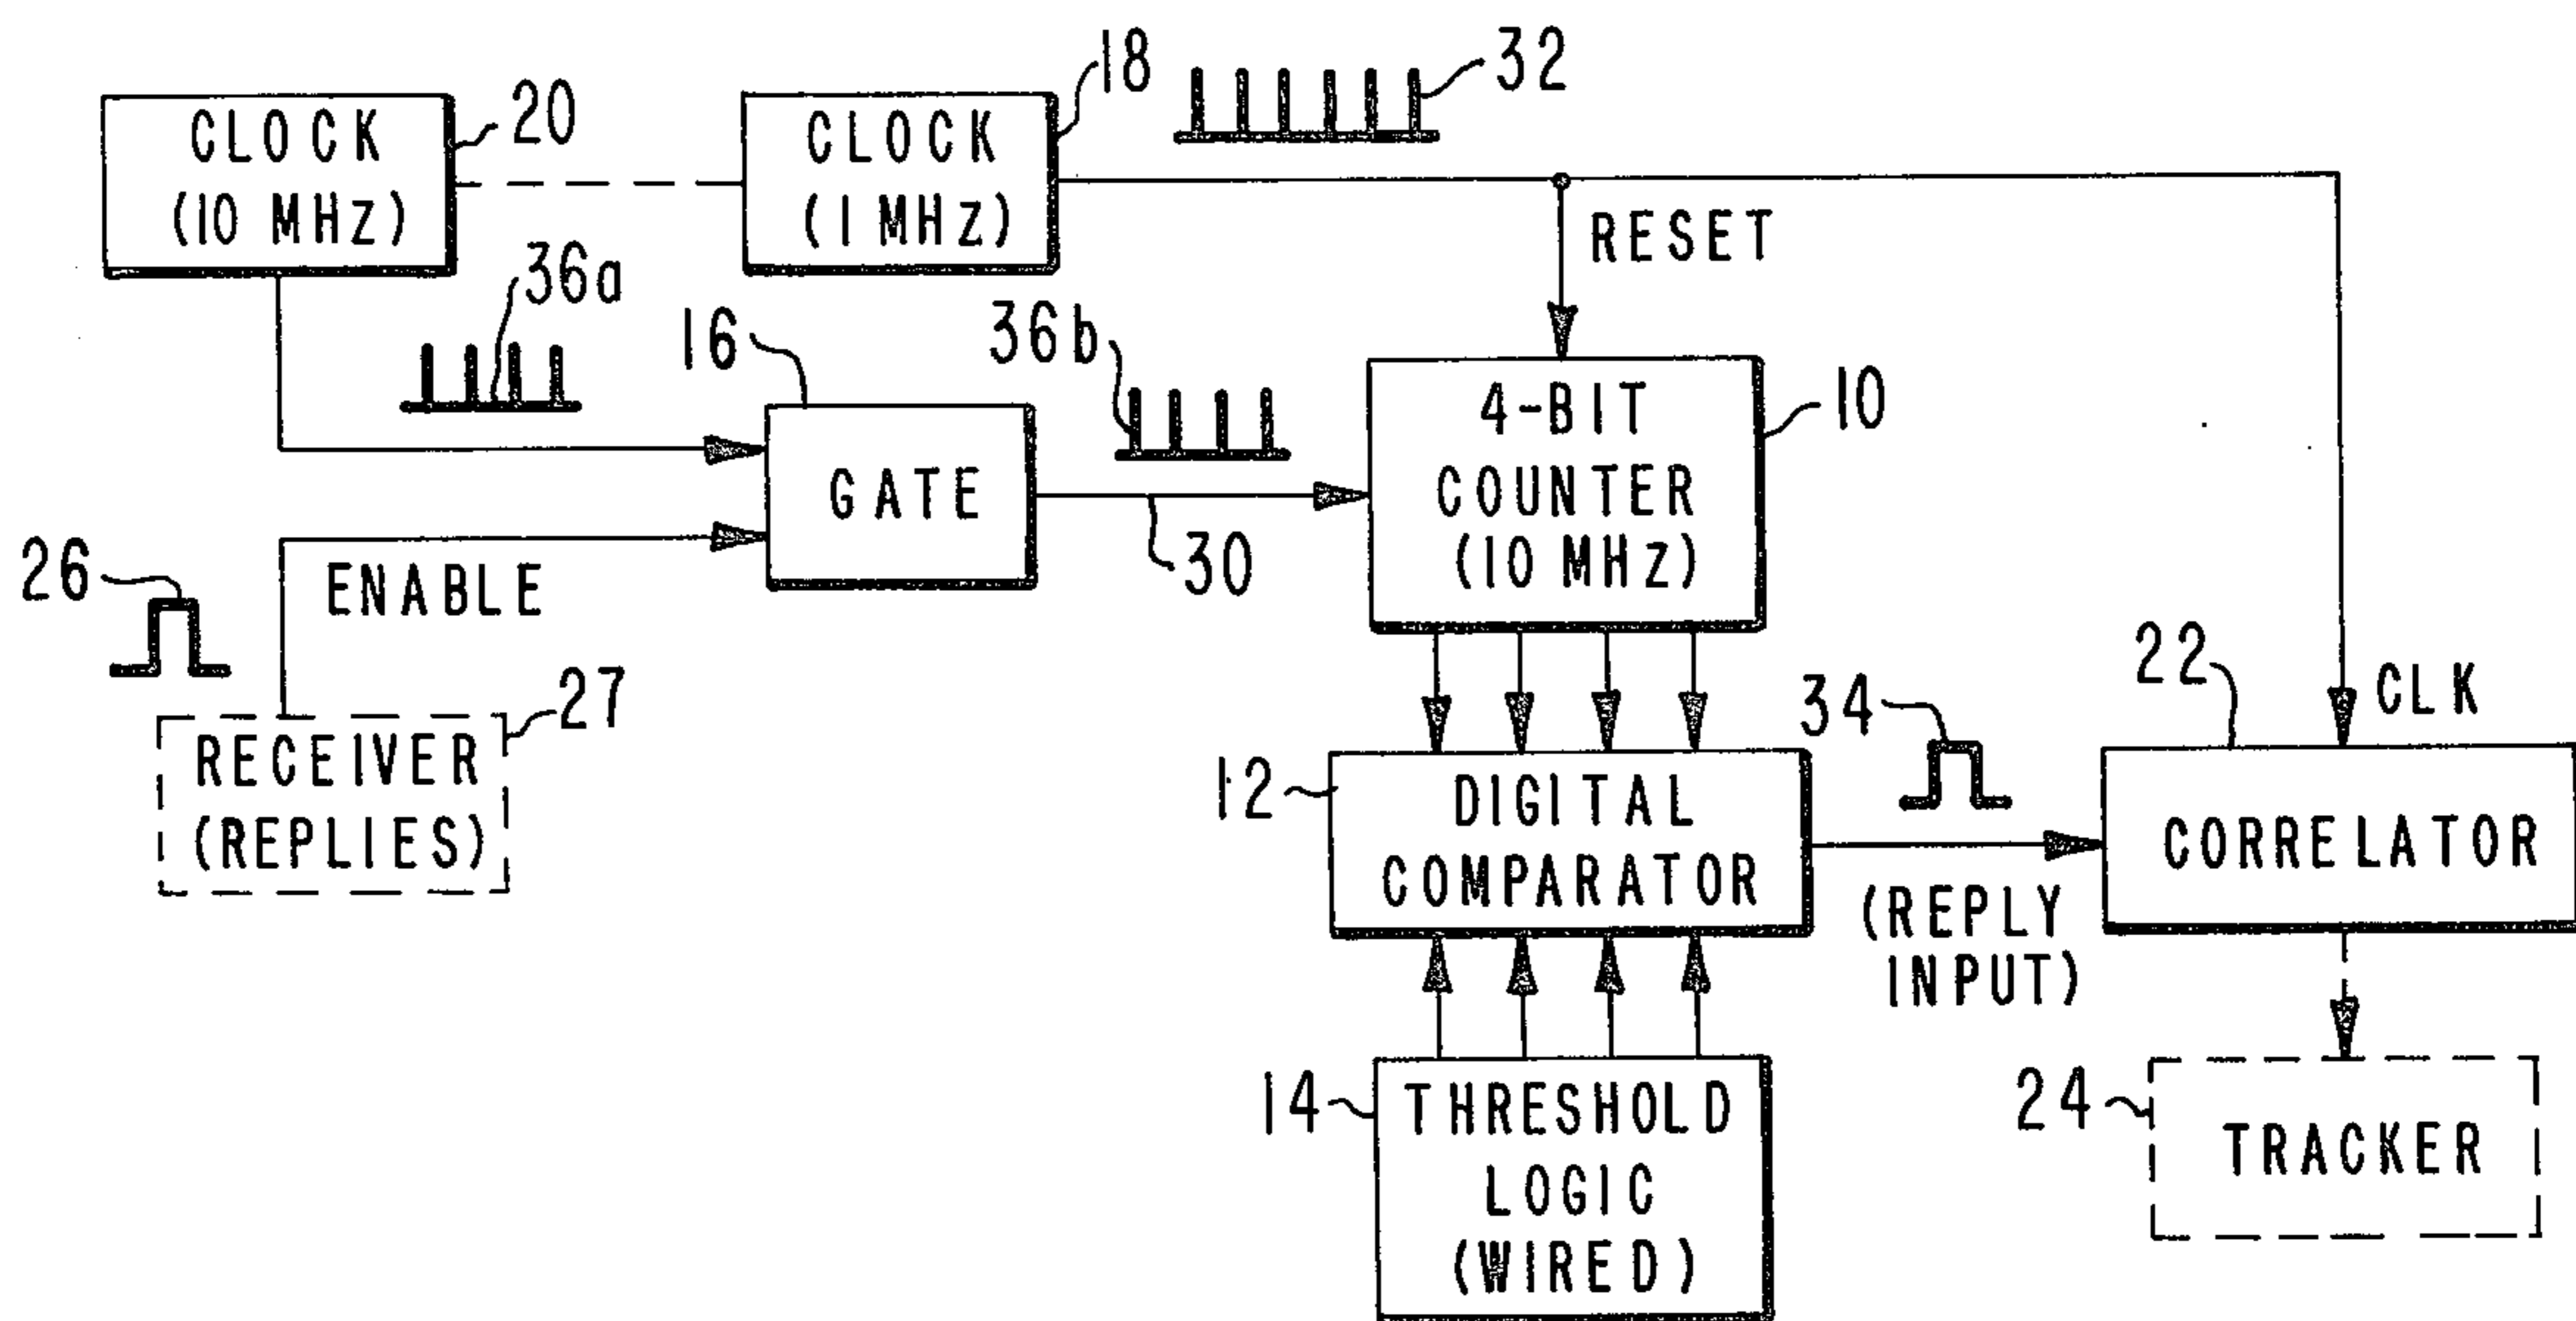 CLOCK
(10 MHz)
20
CLOCK
(1 MHz)
18
32
36a
RESET
16
36b
GATE
30
4-BIT
COUNTER
(10 MHz)
10
26
ENABLE
RECEIVER
(REPLIES)
27
12
DIGITAL
COMPARATOR
34
(REPLY
INPUT)
22
CLK
CORRELATOR
14
THRESHOLD
LOGIC
(WIRED)
24
TRACKER